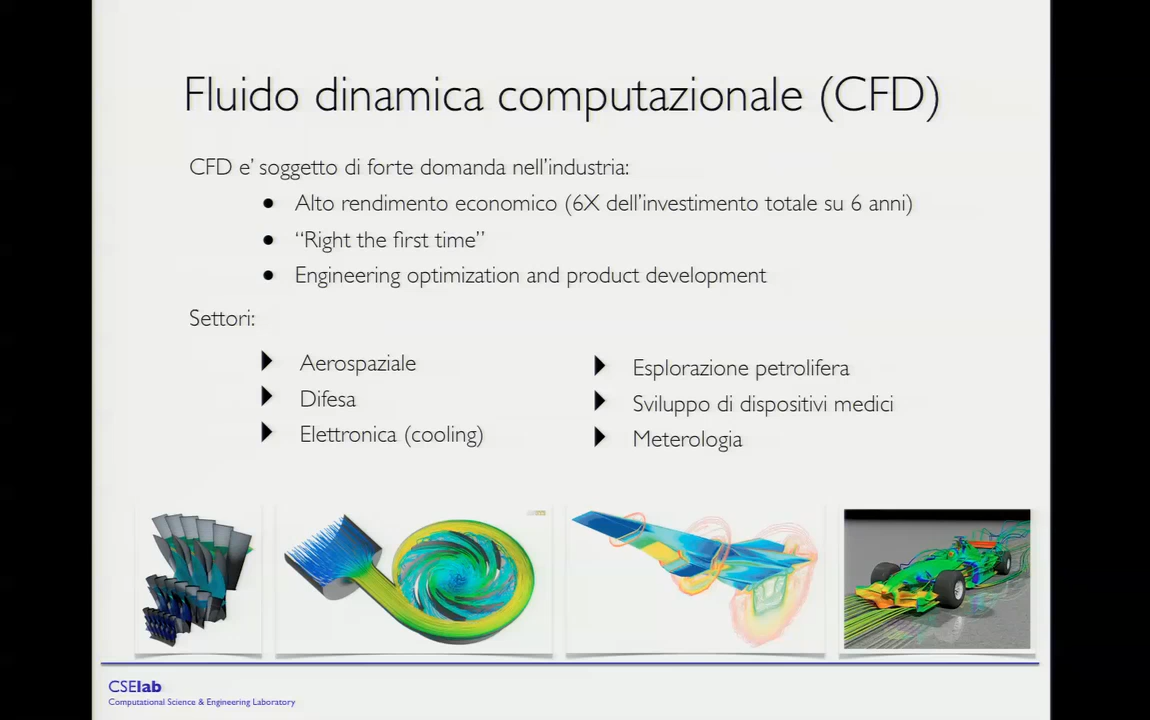 Fluido dinamica computazionale (CFD)
CFD e' soggetto di forte domanda nell'industria:
● Alto rendimento economico (6X dell'investimento totale su 6 anni)
● “Right the first time”
● Engineering optimization and product development
Settori:
Aerospaziale
Difesa
Elettronica (cooling)
Esplorazione petrolifera
Sviluppo di dispositivi medici
Meterologia
CSElab
Computational Science & Engineering Laboratory